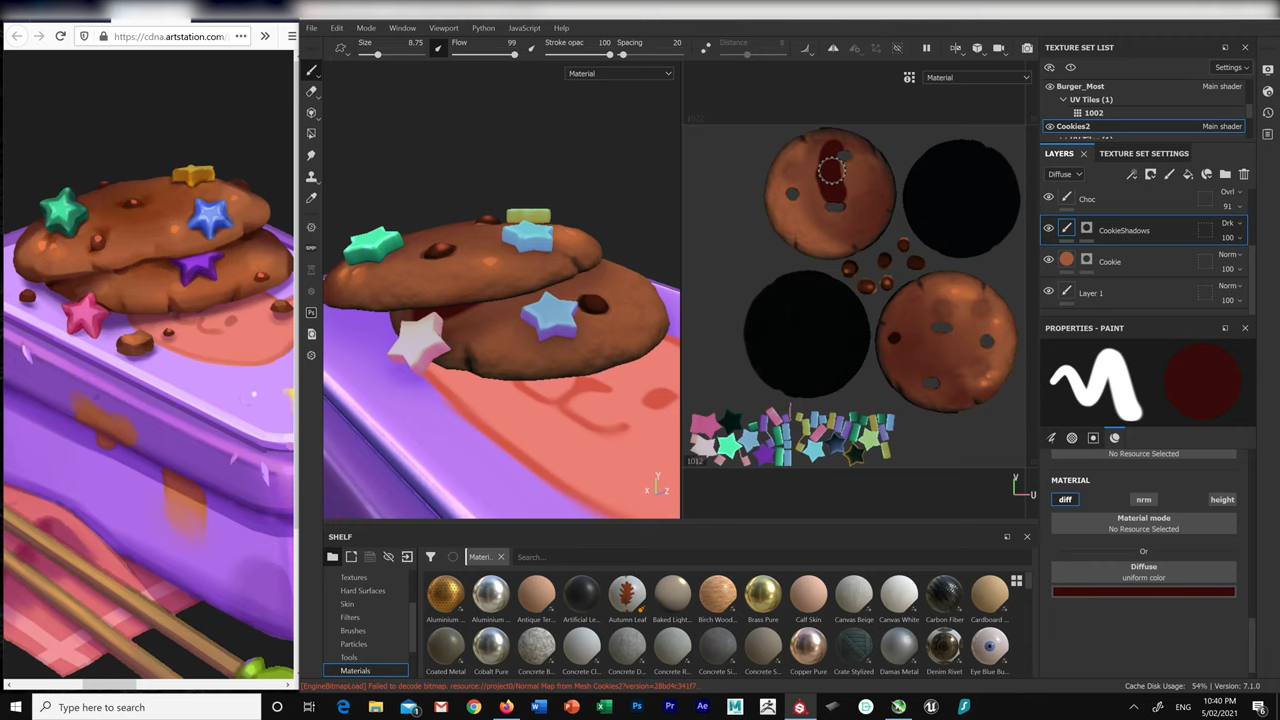 https://cdna.artstation.com/
File Edit Mode Window Viewport Python JavaScript Help
Size 8.75 Flow 99 Stroke opac 100 Spacing 20 Distance 8
Material
Material
TEXTURE SET LIST
Settings
Burger_Most Main shader
UV Tiles (1)
1002
Cookies2 Main shader
LAYERS TEXTURE SET SETTINGS
Diffuse
Choc Ovrl 91
CookieShadows Drk 100
Cookie Norm 100
Layer 1 Norm 100
PROPERTIES - PAINT
No Resource Selected
MATERIAL
diff nrm height
Material mode
No Resource Selected
Or
Diffuse
uniform color
1022
1012
Y
X Z
V
U
SHELF
Materi... Search...
Textures
Hard Surfaces
Skin
Filters
Brushes
Particles
Tools
Materials
Aluminium ... Aluminium ... Antique Ter... Artificial Le... Autumn Leaf Baked Light... Birch Wood... Brass Pure Calf Skin Canvas Beige Canvas White Carbon Fiber Cardboard ...
Coated Metal Cobalt Pure Concrete B... Concrete Cl... Concrete D... Concrete R... Concrete S... Concrete Si... Copper Pure Crate Stylized Damas Metal Denim Rivet Eye Blue Bu...
[EngineBitmapLoad] Failed to decode bitmap. resource://project0/Normal Map from Mesh Cookies2?version=28bd4c341f7...
Cache Disk Usage: 54% | Version: 7.1.0
Type here to search
ENG
10:40 PM
5/02/2021